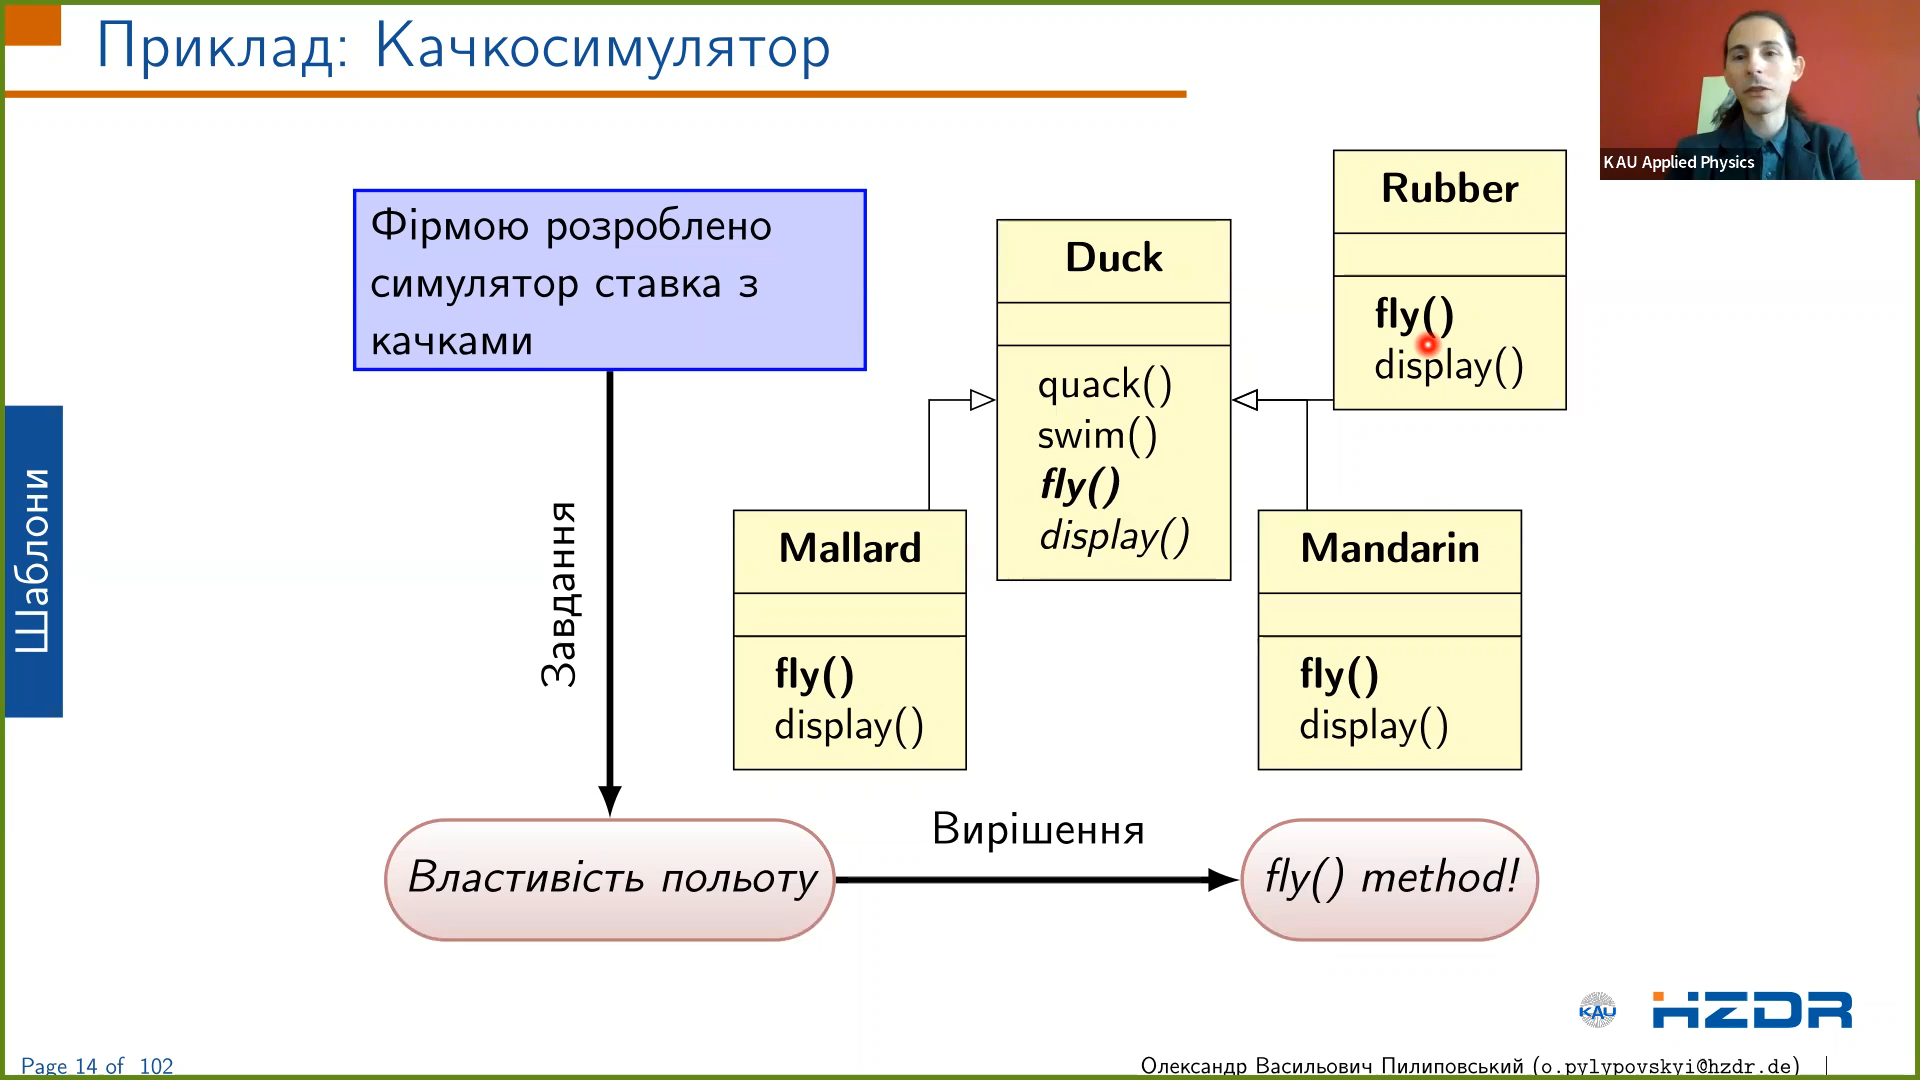 Приклад: Качкосимулятор
KAU Applied Physics
Фірмою розроблено
симулятор ставка з
качками
Duck
quack()
swim()
fly()
display()
Rubber
fly()
display()
Mallard
fly()
display()
Mandarin
fly()
display()
Завдання
Шаблони
Властивість польоту
Вирішення
fly() method!
KAU
HZDR
Page 14 of 102
Олександр Васильович Пилиповський (o.pylypovskyi@hzdr.de) |